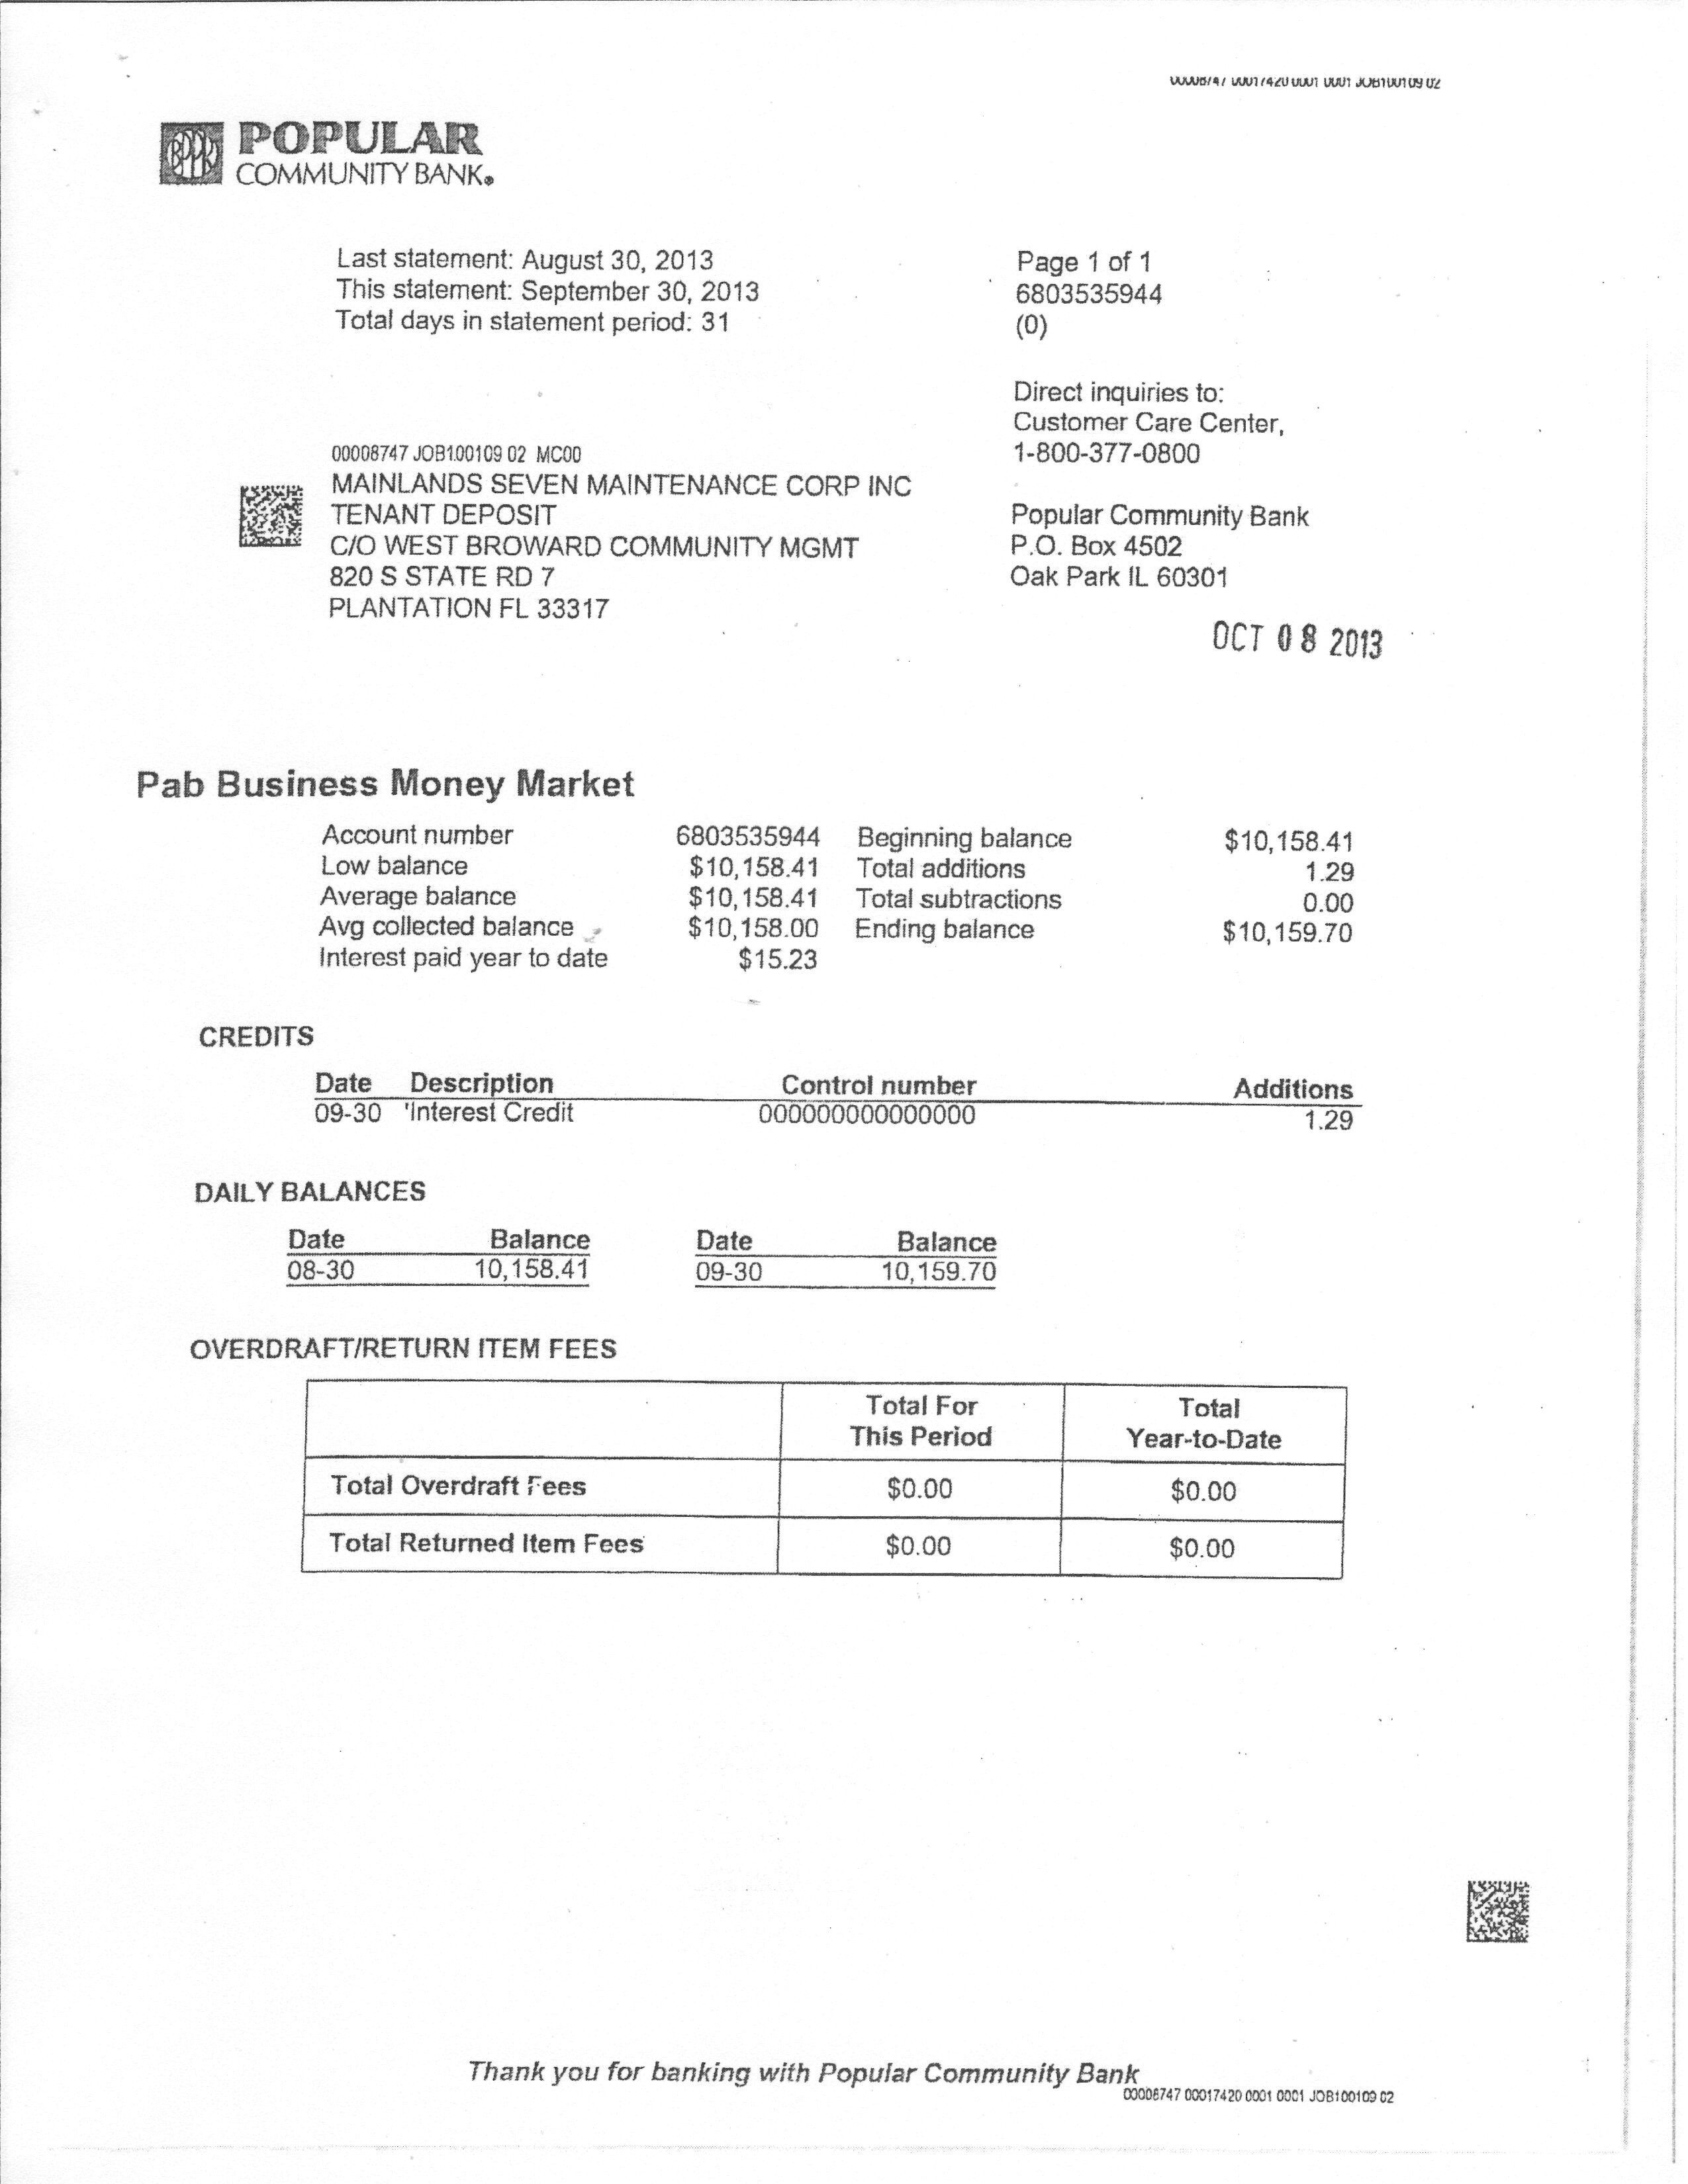 00008747 00017420 0001 0001 JOB100109 02
POPULAR
COMMUNITY BANK.
Last statement: August 30, 2013
This statement: September 30, 2013
Total days in statement period: 31
Page 1 of 1
6803535944
(0)
Direct inquiries to:
Customer Care Center,
1-800-377-0800
00008747 JOB100109 02 MC00
MAINLANDS SEVEN MAINTENANCE CORP INC
TENANT DEPOSIT
C/O WEST BROWARD COMMUNITY MGMT
820 S STATE RD 7
PLANTATION FL 33317
Popular Community Bank
P.O. Box 4502
Oak Park IL 60301
OCT 08 2013
Pab Business Money Market
Account number 6803535944 Beginning balance $10,158.41
Low balance $10,158.41 Total additions 1.29
Average balance $10,158.41 Total subtractions 0.00
Avg collected balance $10,158.00 Ending balance $10,159.70
Interest paid year to date $15.23
CREDITS
Date Description Control number Additions
09-30 'Interest Credit 000000000000000 1.29
DAILY BALANCES
Date Balance Date Balance
08-30 10,158.41 09-30 10,159.70
OVERDRAFT/RETURN ITEM FEES
Total For This Period Total Year-to-Date
Total Overdraft Fees $0.00 $0.00
Total Returned Item Fees $0.00 $0.00
Thank you for banking with Popular Community Bank
00008747 00017420 0001 0001 JOB100109 02